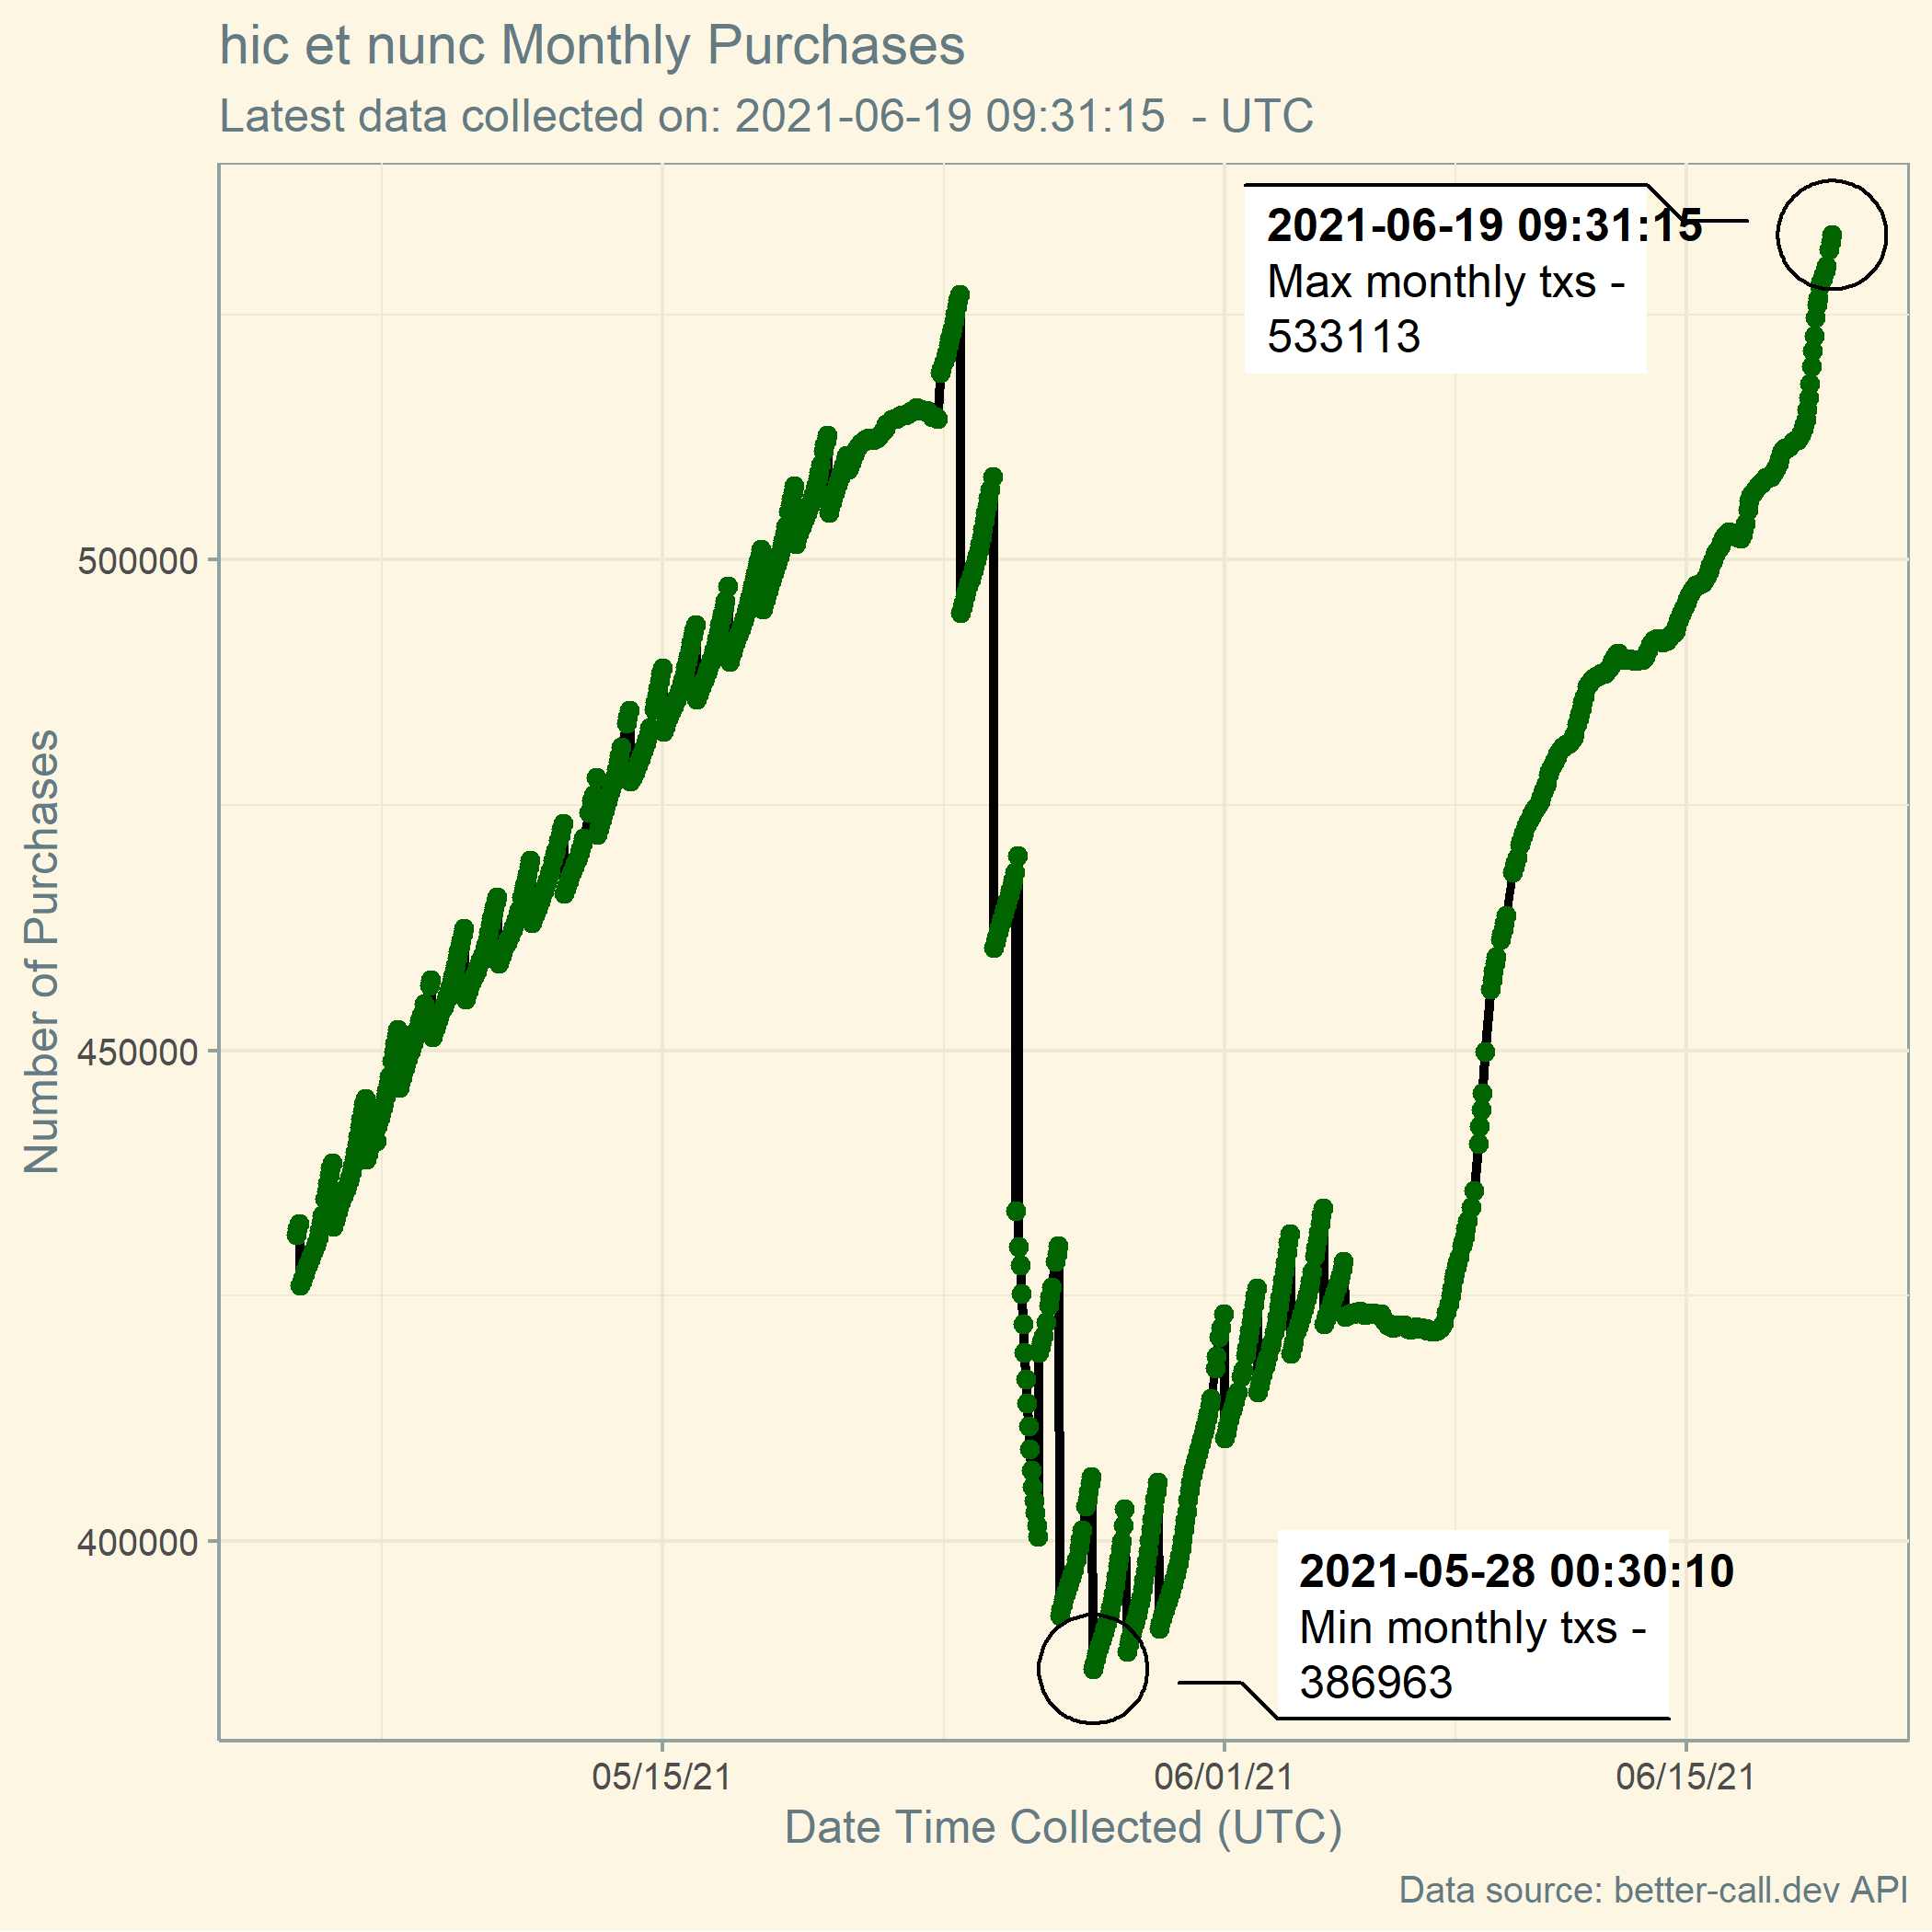 hic et nunc Monthly Purchases
Latest data collected on: 2021-06-19 09:31:15  - UTC
2021-06-19 09:31:15
Max monthly txs -
533113
500000
450000
400000
Number of Purchases
2021-05-28 00:30:10
Min monthly txs -
386963
05/15/21
06/01/21
06/15/21
Date Time Collected (UTC)
Data source: better-call.dev API